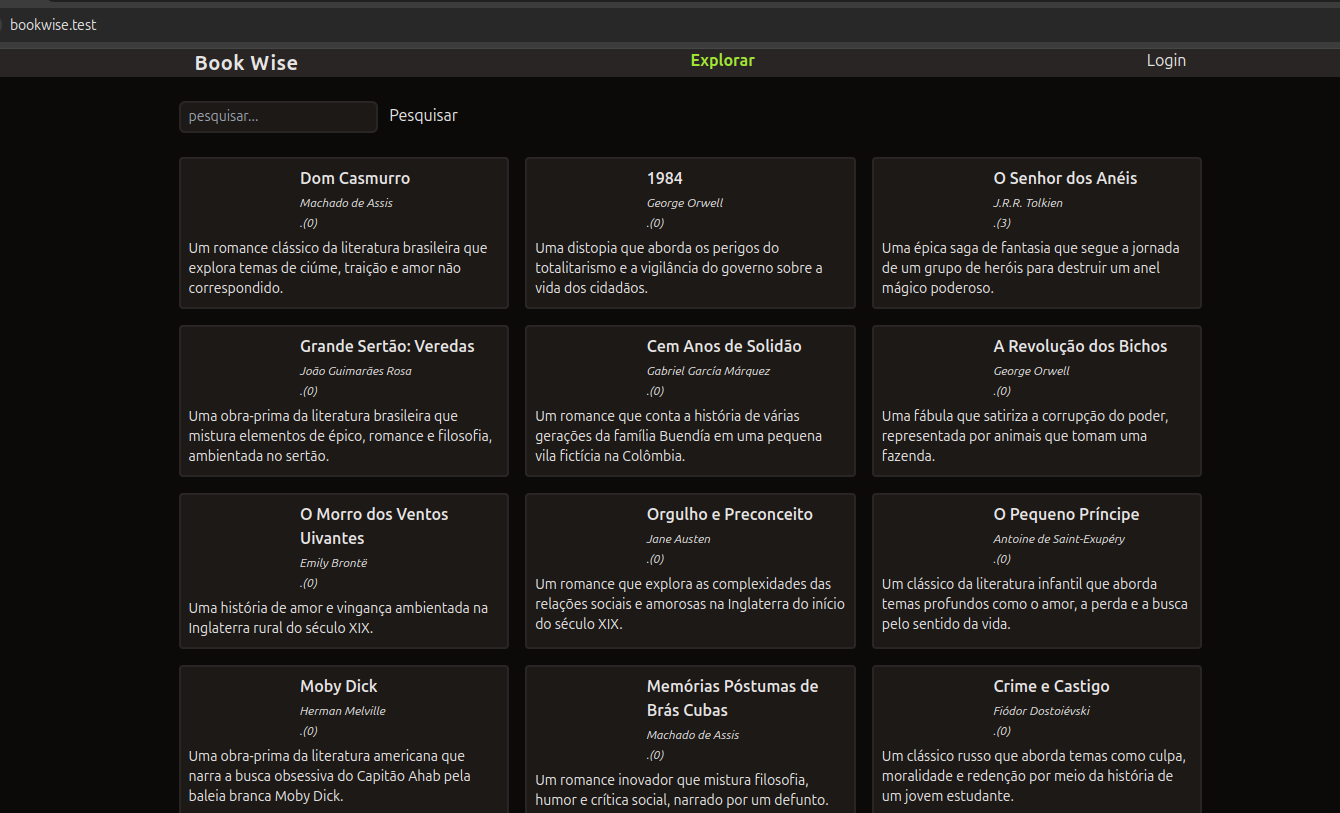 bookwise.test
Book Wise
Explorar
Login
pesquisar...
Pesquisar
Dom Casmurro
Machado de Assis
.(0)
Um romance clássico da literatura brasileira que
explora temas de ciúme, traição e amor não
correspondido.
1984
George Orwell
.(0)
Uma distopia que aborda os perigos do
totalitarismo e a vigilância do governo sobre a
vida dos cidadãos.
O Senhor dos Anéis
J.R.R. Tolkien
.(3)
Uma épica saga de fantasia que segue a jornada
de um grupo de heróis para destruir um anel
mágico poderoso.
Grande Sertão: Veredas
João Guimarães Rosa
.(0)
Uma obra-prima da literatura brasileira que
mistura elementos de épico, romance e filosofia,
ambientada no sertão.
Cem Anos de Solidão
Gabriel García Márquez
.(0)
Um romance que conta a história de várias
gerações da família Buendía em uma pequena
vila fictícia na Colômbia.
A Revolução dos Bichos
George Orwell
.(0)
Uma fábula que satiriza a corrupção do poder,
representada por animais que tomam uma
fazenda.
O Morro dos Ventos
Uivantes
Emily Brontë
.(0)
Uma história de amor e vingança ambientada na
Inglaterra rural do século XIX.
Orgulho e Preconceito
Jane Austen
.(0)
Um romance que explora as complexidades das
relações sociais e amorosas na Inglaterra do início
do século XIX.
O Pequeno Príncipe
Antoine de Saint-Exupéry
.(0)
Um clássico da literatura infantil que aborda
temas profundos como o amor, a perda e a busca
pelo sentido da vida.
Moby Dick
Herman Melville
.(0)
Uma obra-prima da literatura americana que
narra a busca obsessiva do Capitão Ahab pela
baleia branca Moby Dick.
Memórias Póstumas de
Brás Cubas
Machado de Assis
.(0)
Um romance inovador que mistura filosofia,
humor e crítica social, narrado por um defunto.
Crime e Castigo
Fiódor Dostoiévski
.(0)
Um clássico russo que aborda temas como culpa,
moralidade e redenção por meio da história de
um jovem estudante.